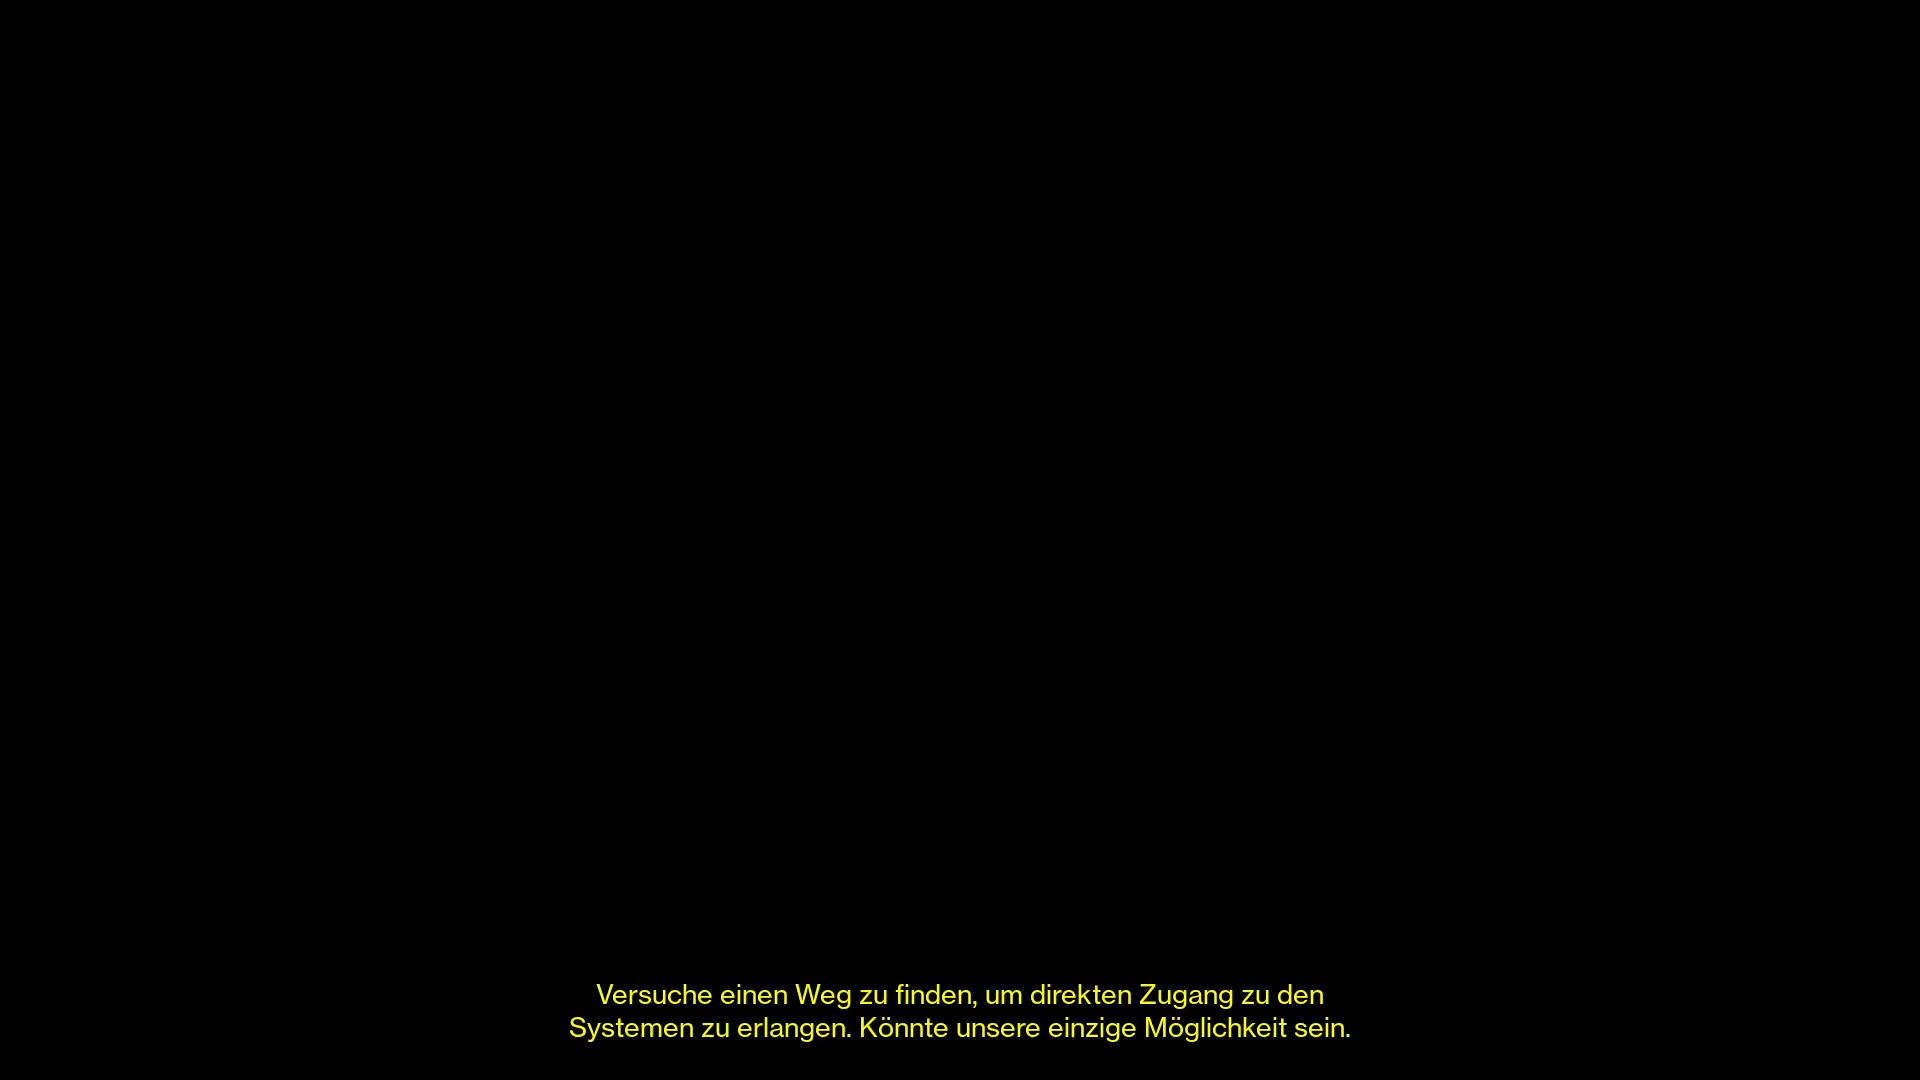 Versuche einen Weg zu finden, um direkten Zugang zu den
Systemen zu erlangen. Könnte unsere einzige Möglichkeit sein.